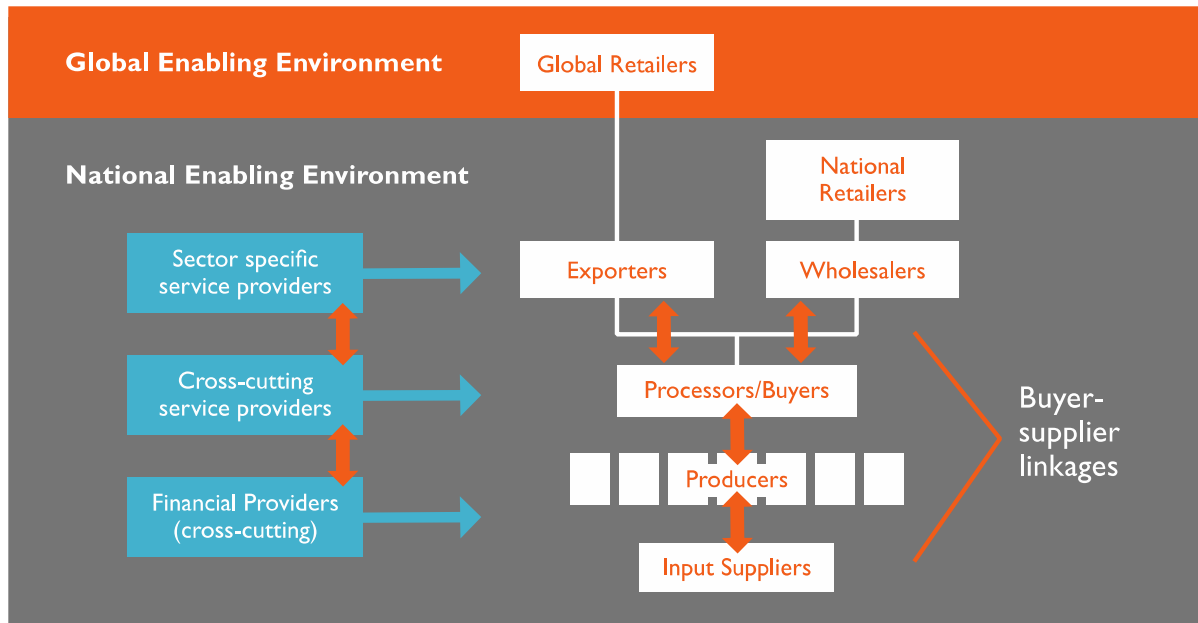 Global Enabling Environment
Global Retailers
National Enabling Environment
National
Retailers
Sector specific
service providers
Exporters
Wholesalers
Cross-cutting
service providers
Processors/Buyers
Buyer-
supplier
linkages
Producers
Financial Providers
(cross-cutting)
Input Suppliers